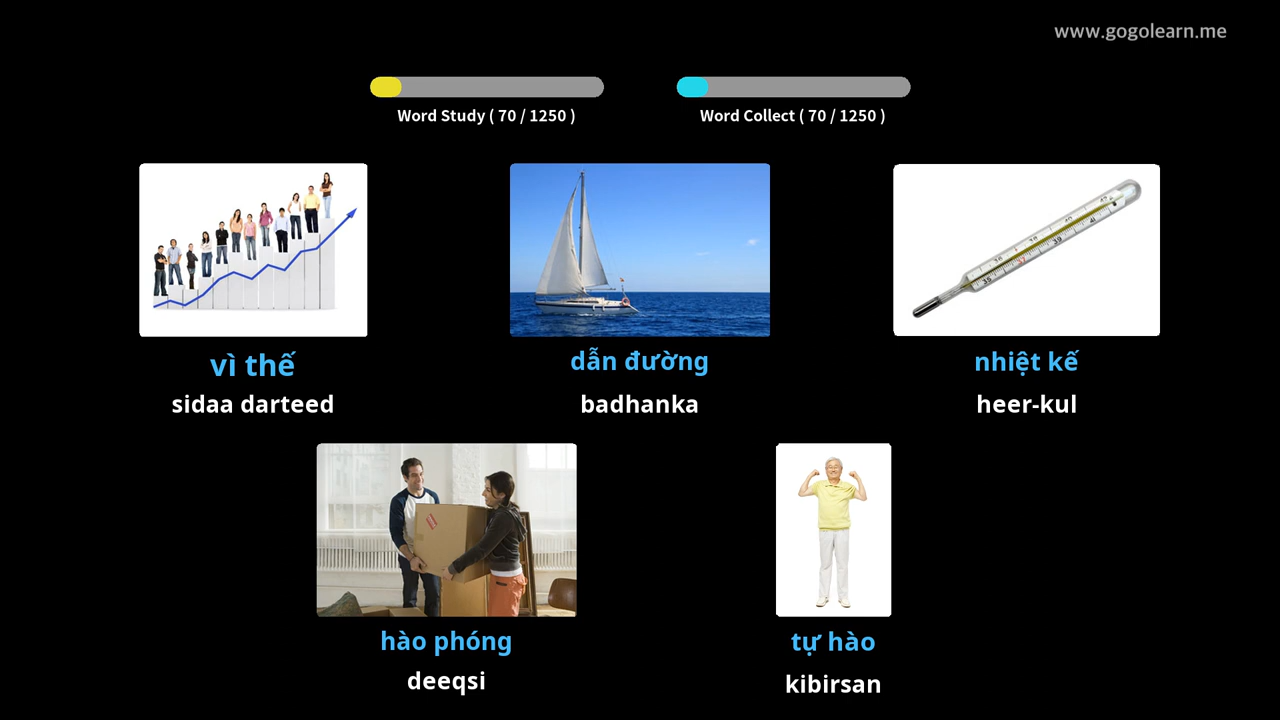 www.gogolearn.me
Word Study ( 70 / 1250 )
Word Collect ( 70 / 1250 )
vì thế
sidaa darteed
dẫn đường
badhanka
nhiệt kế
heer-kul
hào phóng
deeqsi
tự hào
kibirsan